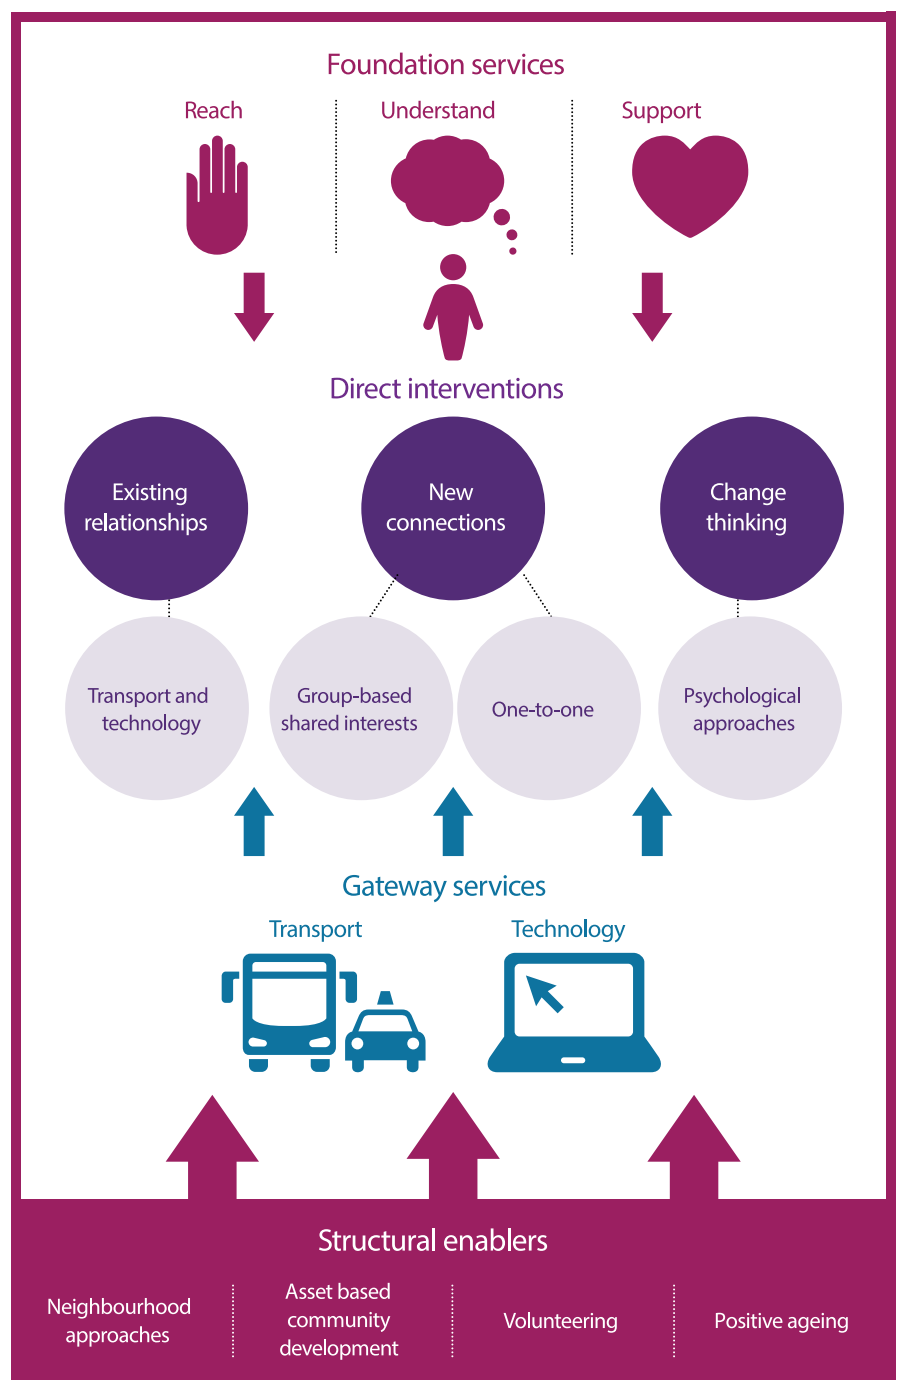 Foundation services
Reach
Understand
Support
Direct interventions
Existing
relationships
New
connections
Change
thinking
Transport and
technology
Group-based
shared interests
One-to-one
Psychological
approaches
Gateway services
Transport
Technology
Structural enablers
Neighbourhood
approaches
Asset based
community
development
Volunteering
Positive ageing